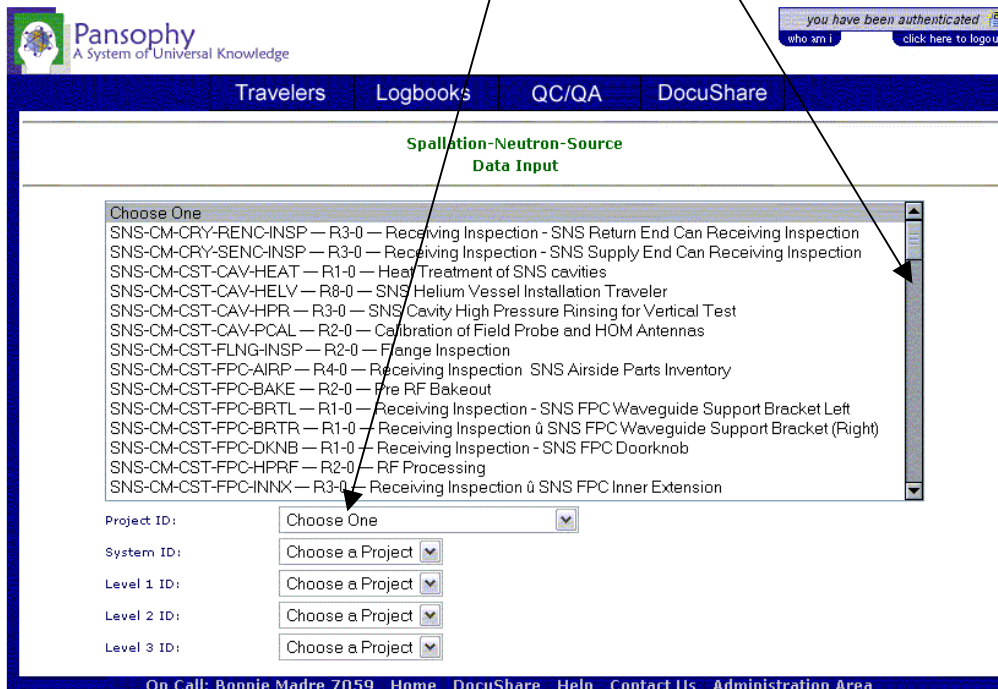 Pansophy
A System of Universal Knowledge
you have been authenticated
who am i
click here to logout
Travelers Logbooks QC/QA DocuShare
Spallation-Neutron-Source
Data Input
Choose One
SNS-CM-CRY-RENC-INSP — R3-0 — Receiving Inspection - SNS Return End Can Receiving Inspection
SNS-CM-CRY-SENC-INSP — R3-0 — Receiving Inspection - SNS Supply End Can Receiving Inspection
SNS-CM-CST-CAV-HEAT — R1-0 — Heat Treatment of SNS cavities
SNS-CM-CST-CAV-HELV — R8-0 — SNS Helium Vessel Installation Traveler
SNS-CM-CST-CAV-HPR — R3-0 — SNS Cavity High Pressure Rinsing for Vertical Test
SNS-CM-CST-CAV-PCAL — R2-0 — Calibration of Field Probe and HOM Antennas
SNS-CM-CST-FLNG-INSP — R2-0 — Flange Inspection
SNS-CM-CST-FPC-AIRP — R4-0 — Receiving Inspection SNS Airside Parts Inventory
SNS-CM-CST-FPC-BAKE — R2-0 — Pre RF Bakeout
SNS-CM-CST-FPC-BRTL — R1-0 — Receiving Inspection - SNS FPC Waveguide Support Bracket Left
SNS-CM-CST-FPC-BRTR — R1-0 — Receiving Inspection û SNS FPC Waveguide Support Bracket (Right)
SNS-CM-CST-FPC-DKNB — R1-0 — Receiving Inspection - SNS FPC Doorknob
SNS-CM-CST-FPC-HPRF — R2-0 — RF Processing
SNS-CM-CST-FPC-INNX — R3-0 — Receiving Inspection û SNS FPC Inner Extension
Project ID: Choose One
System ID: Choose a Project
Level 1 ID: Choose a Project
Level 2 ID: Choose a Project
Level 3 ID: Choose a Project
On Call: Bonnie Madre 7059 Home DocuShare Help Contact Us Administration Area